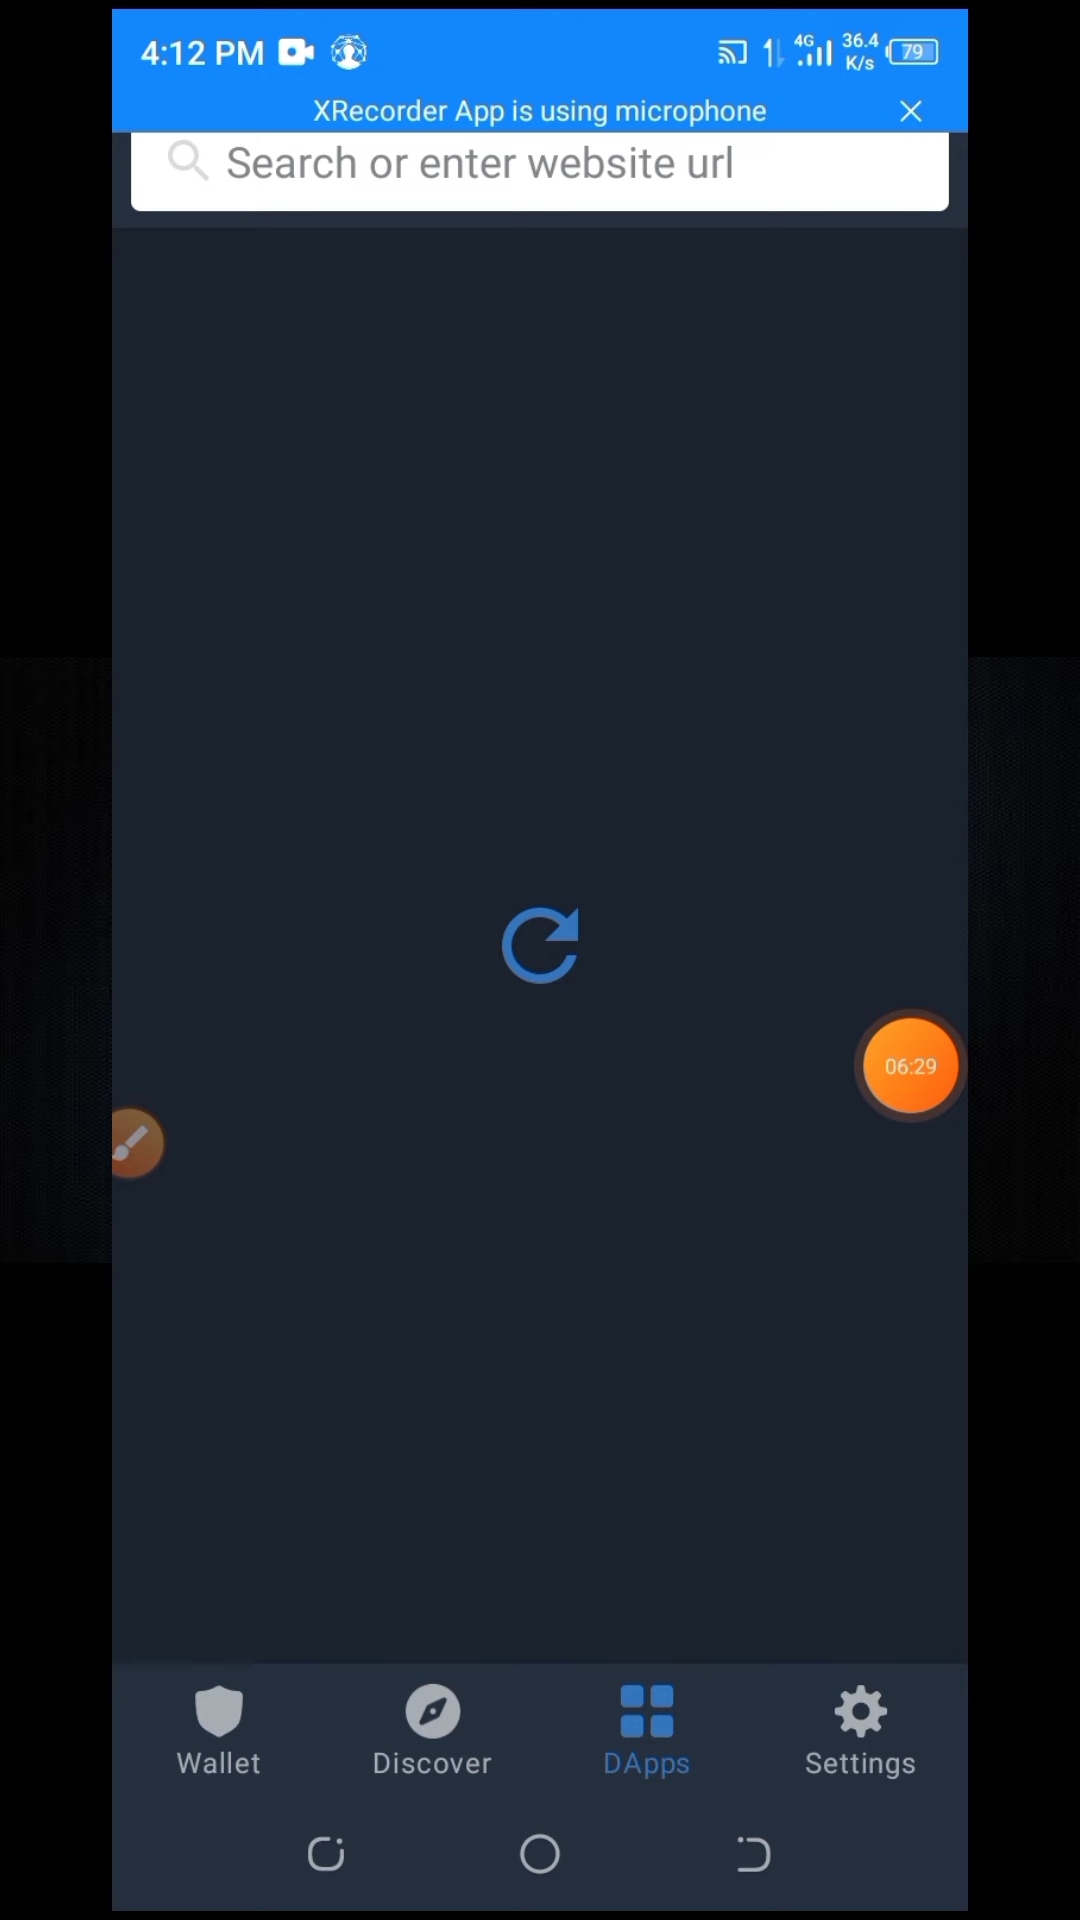 4:12 PM
4G
36.4
K/s
79
XRecorder App is using microphone
Search or enter website url
06:29
Wallet
Discover
DApps
Settings